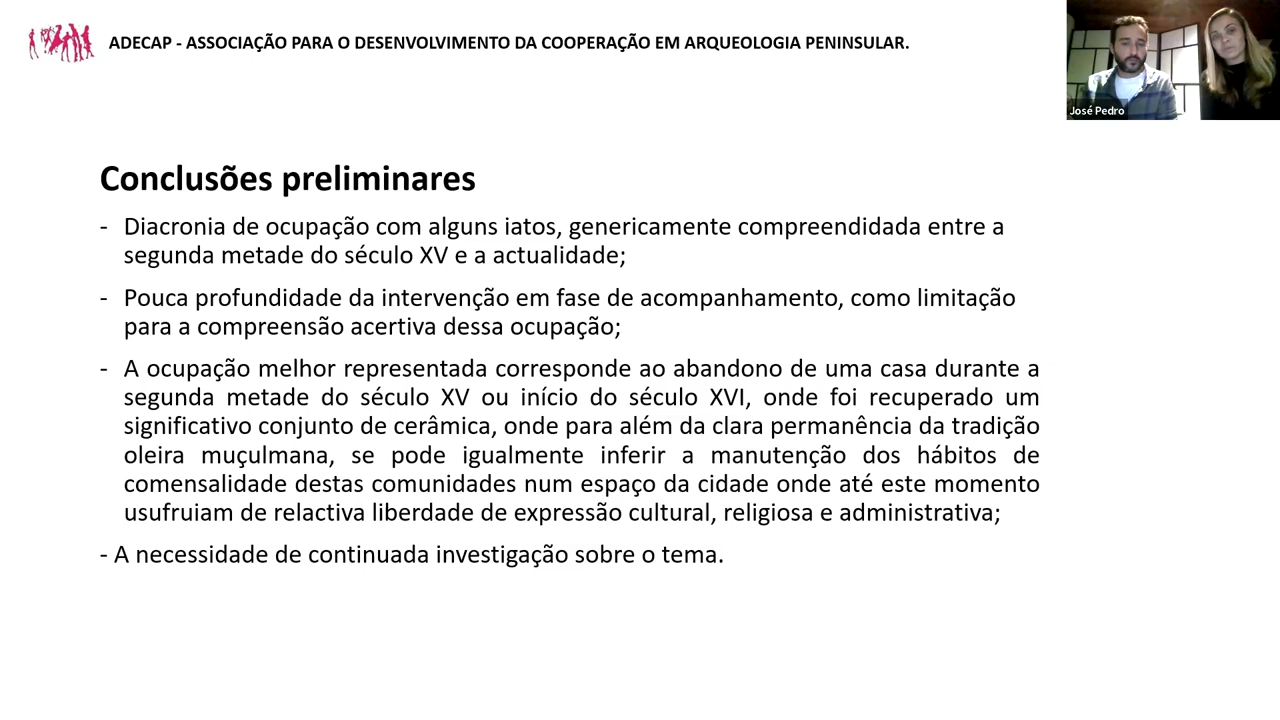 ADECAP - ASSOCIAÇÃO PARA O DESENVOLVIMENTO DA COOPERAÇÃO EM ARQUEOLOGIA PENINSULAR.
José Pedro
Conclusões preliminares
- Diacronia de ocupação com alguns iatos, genericamente compreendidada entre a
segunda metade do século XV e a actualidade;
- Pouca profundidade da intervenção em fase de acompanhamento, como limitação
para a compreensão acertiva dessa ocupação;
- A ocupação melhor representada corresponde ao abandono de uma casa durante a
segunda metade do século XV ou início do século XVI, onde foi recuperado um
significativo conjunto de cerâmica, onde para além da clara permanência da tradição
oleira muçulmana, se pode igualmente inferir a manutenção dos hábitos de
comensalidade destas comunidades num espaço da cidade onde até este momento
usufruiam de relactiva liberdade de expressão cultural, religiosa e administrativa;
- A necessidade de continuada investigação sobre o tema.